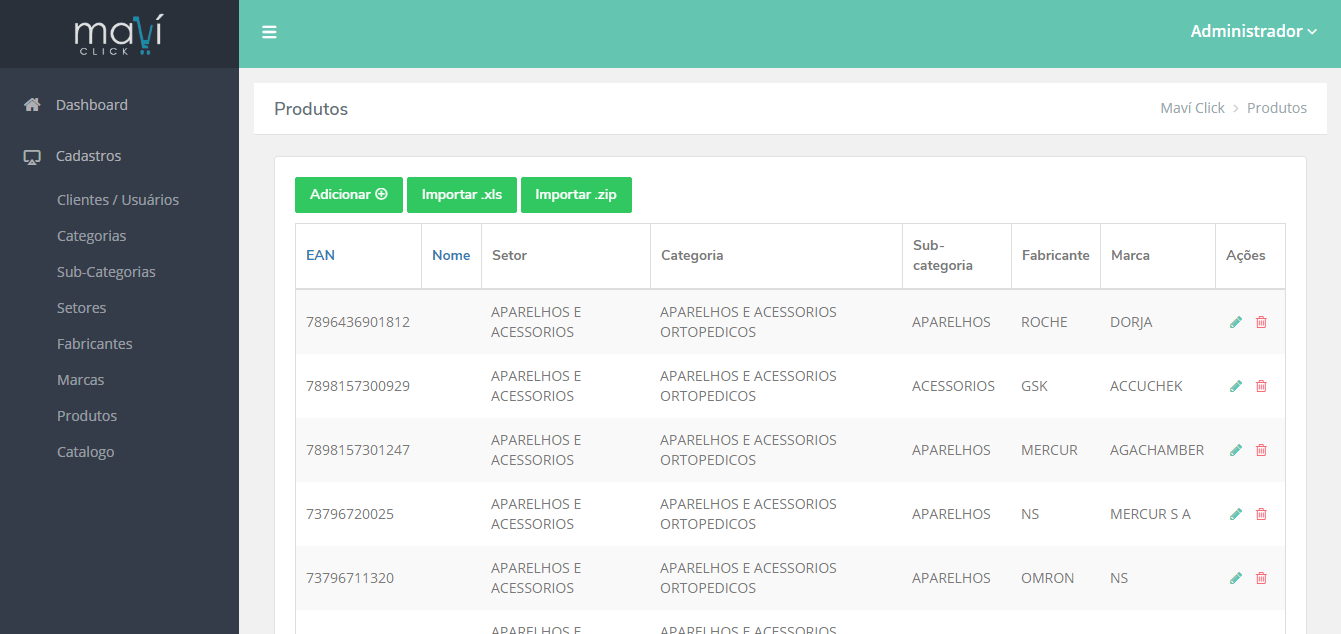 maví
CLICK
Administrador
Dashboard
Cadastros
Clientes / Usuários
Categorias
Sub-Categorias
Setores
Fabricantes
Marcas
Produtos
Catalogo
Produtos
Maví Click > Produtos
Adicionar Importar .xls Importar .zip
EAN Nome Setor Categoria Sub-categoria Fabricante Marca Ações
7896436901812 APARELHOS E ACESSORIOS APARELHOS E ACESSORIOS ORTOPEDICOS APARELHOS ROCHE DORJA
7898157300929 APARELHOS E ACESSORIOS APARELHOS E ACESSORIOS ORTOPEDICOS ACESSORIOS GSK ACCUCHEK
7898157301247 APARELHOS E ACESSORIOS APARELHOS E ACESSORIOS ORTOPEDICOS APARELHOS MERCUR AGACHAMBER
73796720025 APARELHOS E ACESSORIOS APARELHOS E ACESSORIOS ORTOPEDICOS APARELHOS NS MERCUR S A
73796711320 APARELHOS E ACESSORIOS APARELHOS E ACESSORIOS ORTOPEDICOS APARELHOS OMRON NS
APARELHOS E APARELHOS E ACESSORIOS